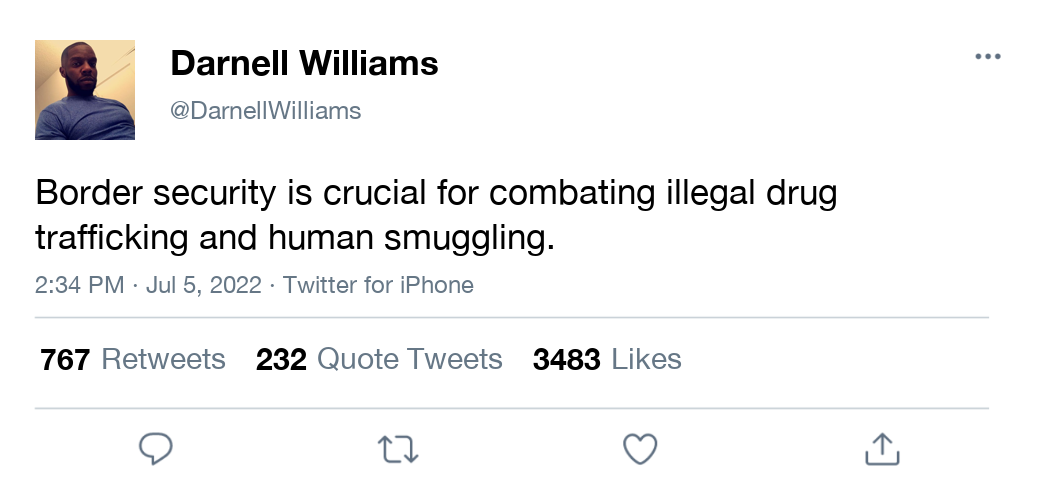 Darnell Williams
@DarnellWilliams
Border security is crucial for combating illegal drug
trafficking and human smuggling.
2:34 PM · Jul 5, 2022 · Twitter for iPhone
767 Retweets 232 Quote Tweets 3483 Likes